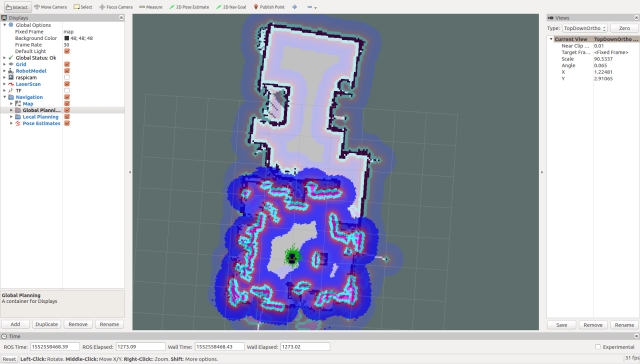 Interact Move Camera Select Focus Camera Measure 2D Pose Estimate 2D Nav Goal Publish Point
Displays
Global Options
Fixed Frame map
Background Color 48; 48; 48
Frame Rate 30
Default Light
Global Status: Ok
Grid
RobotModel
raspicam
LaserScan
TF
Navigation
Map
Global Planni...
Local Planning
Pose Estimates
Global Planning
A container for Displays
Add Duplicate Remove Rename
Views
Type: TopDownOrtho Zero
Current View TopDownOrtho ...
Near Clip ... 0.01
Target Fra... <Fixed Frame>
Scale 90.5337
Angle 0.065
X 1.22481
Y 2.91065
Save Remove Rename
Time
ROS Time: 1552558468.39 ROS Elapsed: 1273.09 Wall Time: 1552558468.43 Wall Elapsed: 1273.02 Experimental
Reset Left-Click: Rotate. Middle-Click: Move X/Y. Right-Click: Zoom. Shift: More options. 31 fps